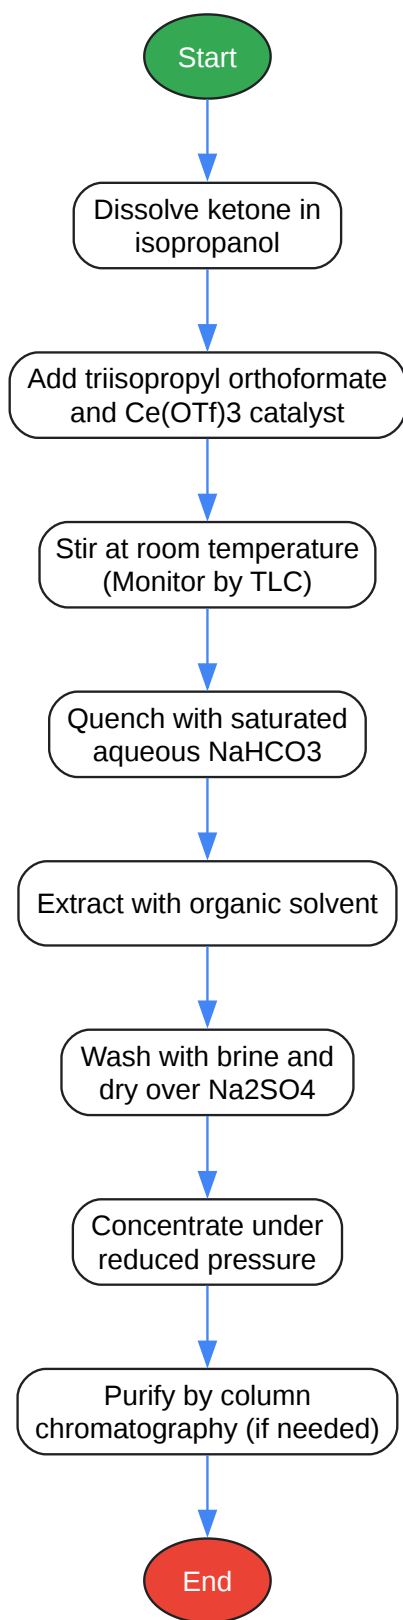 Start
Dissolve ketone in
isopropanol
Add triisopropyl orthoformate
and Ce(OTf)3 catalyst
Stir at room temperature
(Monitor by TLC)
Quench with saturated
aqueous NaHCO3
Extract with organic solvent
Wash with brine and
dry over Na2SO4
Concentrate under
reduced pressure
Purify by column
chromatography (if needed)
End